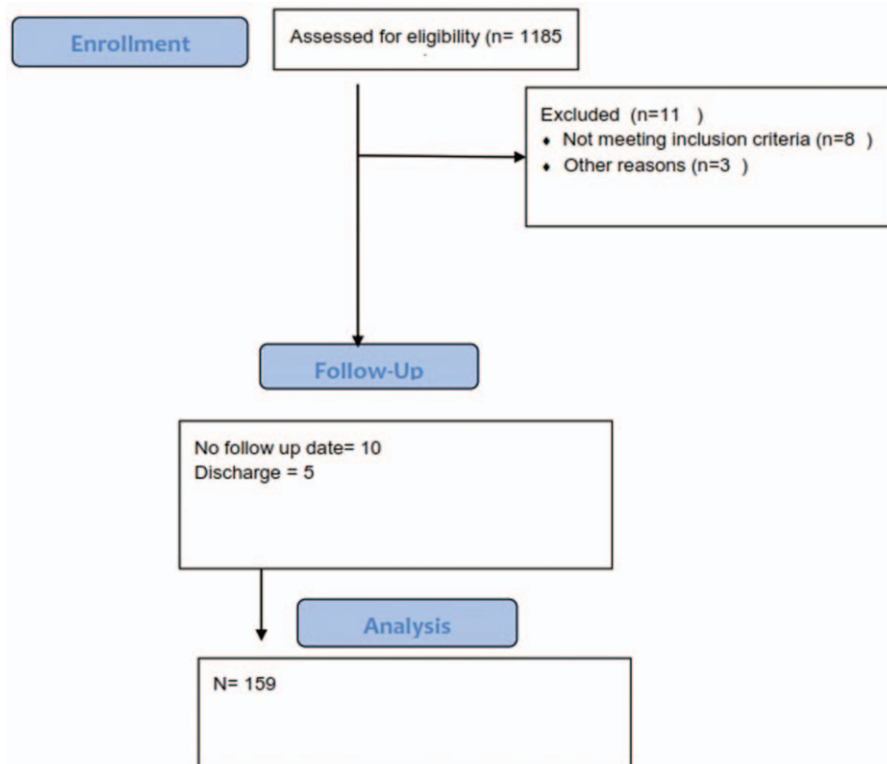 Enrollment
Assessed for eligibility (n= 1185
.
Excluded (n=11 )
♦ Not meeting inclusion criteria (n=8 )
♦ Other reasons (n=3 )
Follow-Up
No follow up date= 10
Discharge = 5
Analysis
N= 159